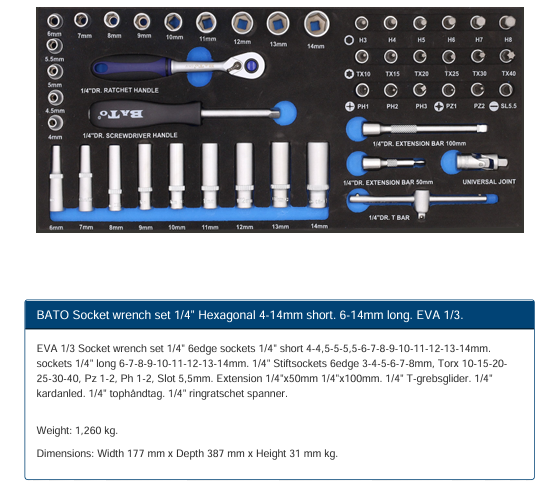 6mm 7mm 8mm 9mm 10mm 11mm 12mm 13mm 14mm
5.5mm
5mm
4.5mm
4mm
1/4"DR. RATCHET HANDLE
BATO
1/4"DR. SCREWDRIVER HANDLE
H3 H4 H5 H6 H7 H8
TX10 TX15 TX20 TX25 TX30 TX40
PH1 PH2 PH3 PZ1 PZ2 SL5.5
1/4"DR. EXTENSION BAR 100mm
1/4"DR. EXTENSION BAR 50mm UNIVERSAL JOINT
1/4"DR. T BAR
6mm 7mm 8mm 9mm 10mm 11mm 12mm 13mm 14mm
BATO Socket wrench set 1/4" Hexagonal 4-14mm short. 6-14mm long. EVA 1/3.
EVA 1/3 Socket wrench set 1/4" 6edge sockets 1/4" short 4-4,5-5-5,5-6-7-8-9-10-11-12-13-14mm.
sockets 1/4" long 6-7-8-9-10-11-12-13-14mm. 1/4" Stiftsockets 6edge 3-4-5-6-7-8mm, Torx 10-15-20-
25-30-40, Pz 1-2, Ph 1-2, Slot 5,5mm. Extension 1/4"x50mm 1/4"x100mm. 1/4" T-grebsglider. 1/4"
kardanled. 1/4" tophåndtag. 1/4" ringratschet spanner.
Weight: 1,260 kg.
Dimensions: Width 177 mm x Depth 387 mm x Height 31 mm kg.